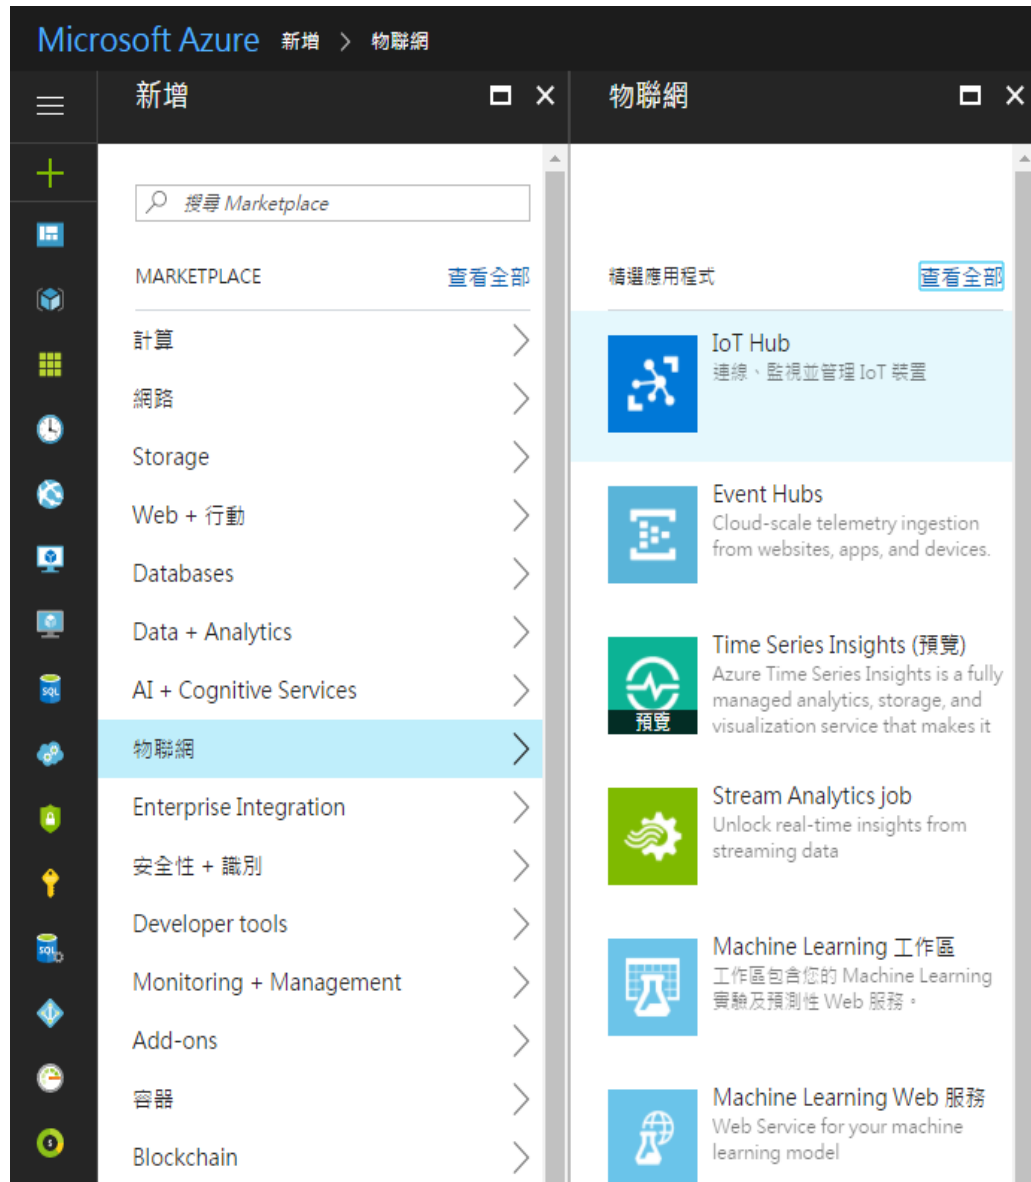 Microsoft Azure 新增 > 物聯網
新增
搜尋 Marketplace
MARKETPLACE 查看全部
計算
網路
Storage
Web + 行動
Databases
Data + Analytics
AI + Cognitive Services
物聯網
Enterprise Integration
安全性 + 識別
Developer tools
Monitoring + Management
Add-ons
容器
Blockchain
物聯網
精選應用程式 查看全部
IoT Hub
連線、監視並管理 IoT 裝置
Event Hubs
Cloud-scale telemetry ingestion
from websites, apps, and devices.
Time Series Insights (預覽)
Azure Time Series Insights is a fully
managed analytics, storage, and
visualization service that makes it
預覽
Stream Analytics job
Unlock real-time insights from
streaming data
Machine Learning 工作區
工作區包含您的 Machine Learning
實驗及預測性 Web 服務。
Machine Learning Web 服務
Web Service for your machine
learning model
SQL
SQL